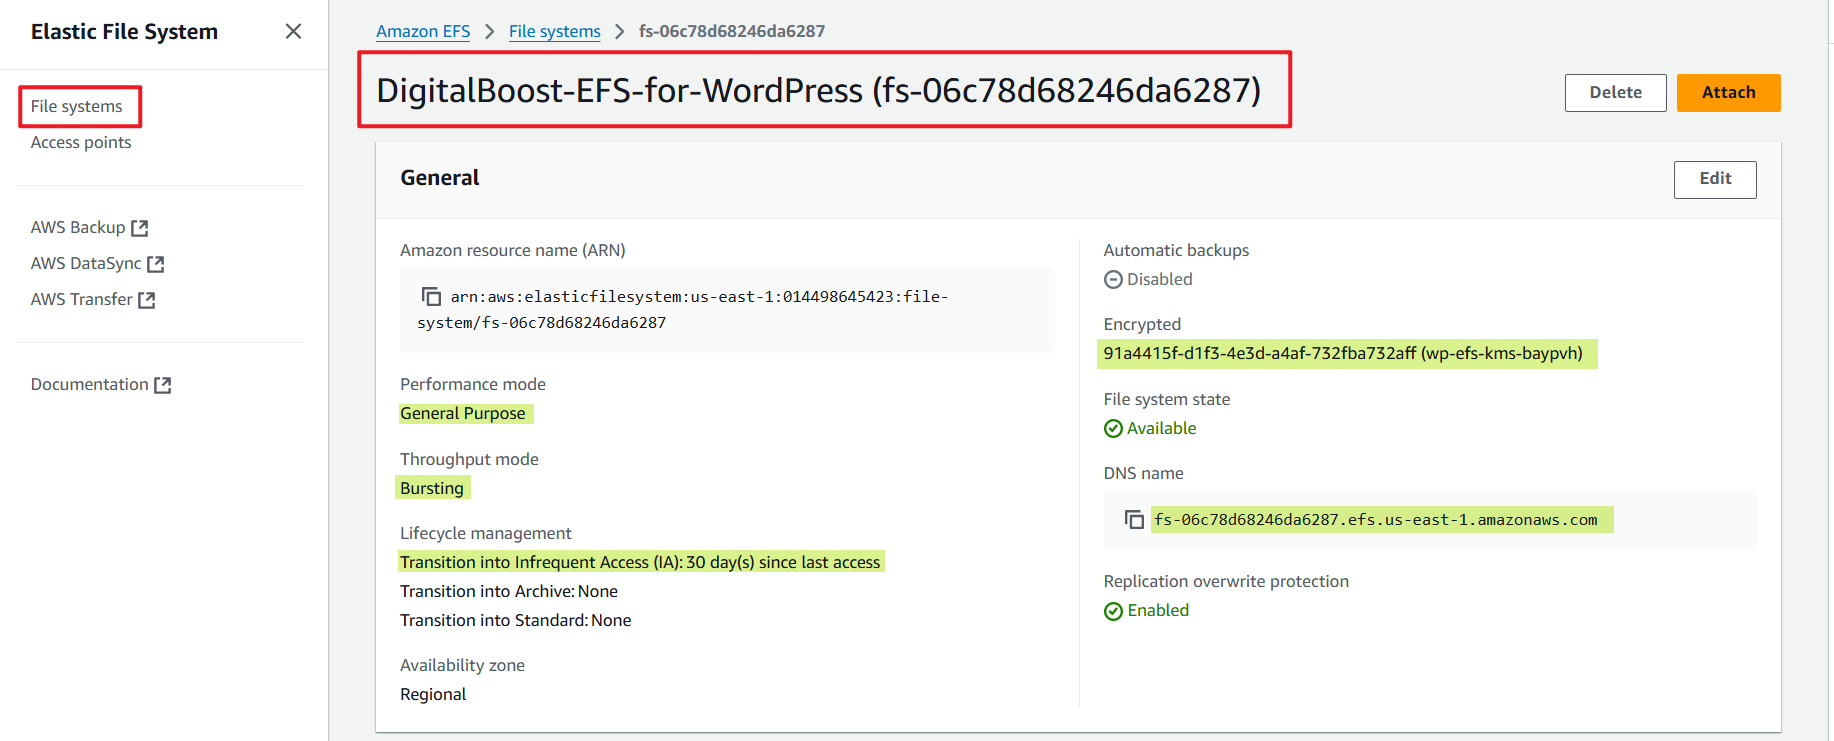 Elastic File System
File systems
Access points
AWS Backup
AWS DataSync
AWS Transfer
Documentation
Amazon EFS > File systems > fs-06c78d68246da6287
DigitalBoost-EFS-for-WordPress (fs-06c78d68246da6287)
Delete
Attach
General
Edit
Amazon resource name (ARN)
arn:aws:elasticfilesystem:us-east-1:014498645423:file-
system/fs-06c78d68246da6287
Performance mode
General Purpose
Throughput mode
Bursting
Lifecycle management
Transition into Infrequent Access (IA): 30 day(s) since last access
Transition into Archive: None
Transition into Standard: None
Availability zone
Regional
Automatic backups
Disabled
Encrypted
91a4415f-d1f3-4e3d-a4af-732fba732aff (wp-efs-kms-baypvh)
File system state
Available
DNS name
fs-06c78d68246da6287.efs.us-east-1.amazonaws.com
Replication overwrite protection
Enabled